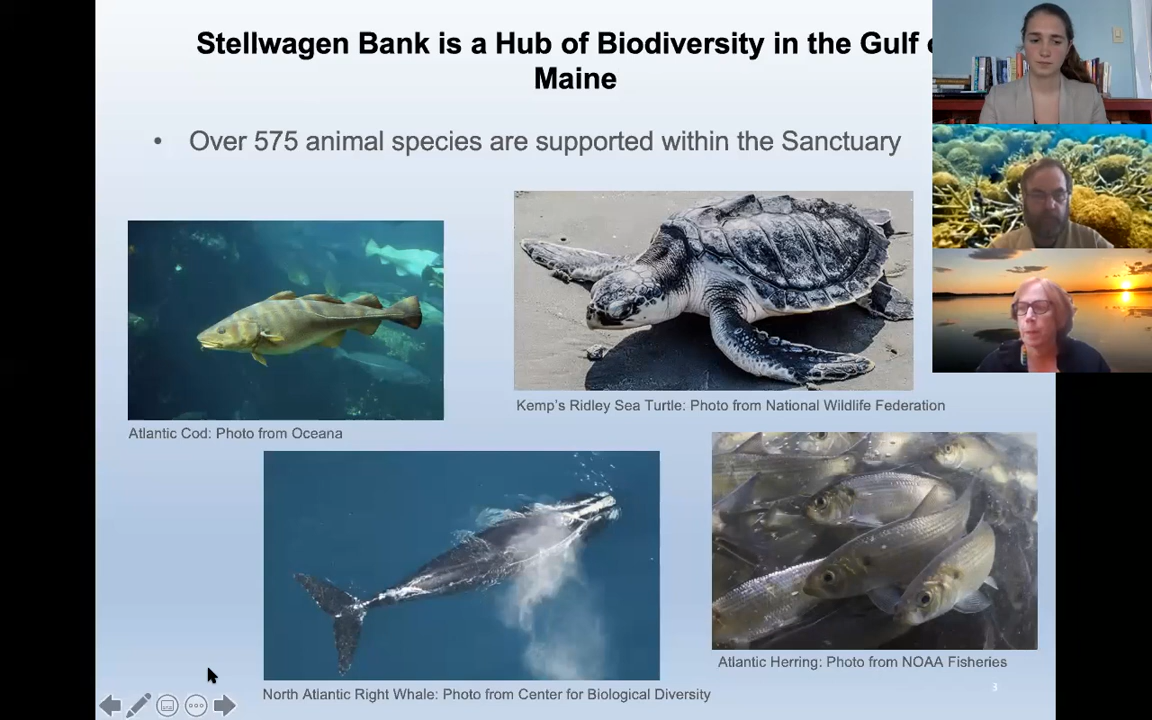 Stellwagen Bank is a Hub of Biodiversity in the Gulf
Maine
• Over 575 animal species are supported within the Sanctuary
Kemp's Ridley Sea Turtle: Photo from National Wildlife Federation
Atlantic Cod: Photo from Oceana
Atlantic Herring: Photo from NOAA Fisheries
North Atlantic Right Whale: Photo from Center for Biological Diversity
3